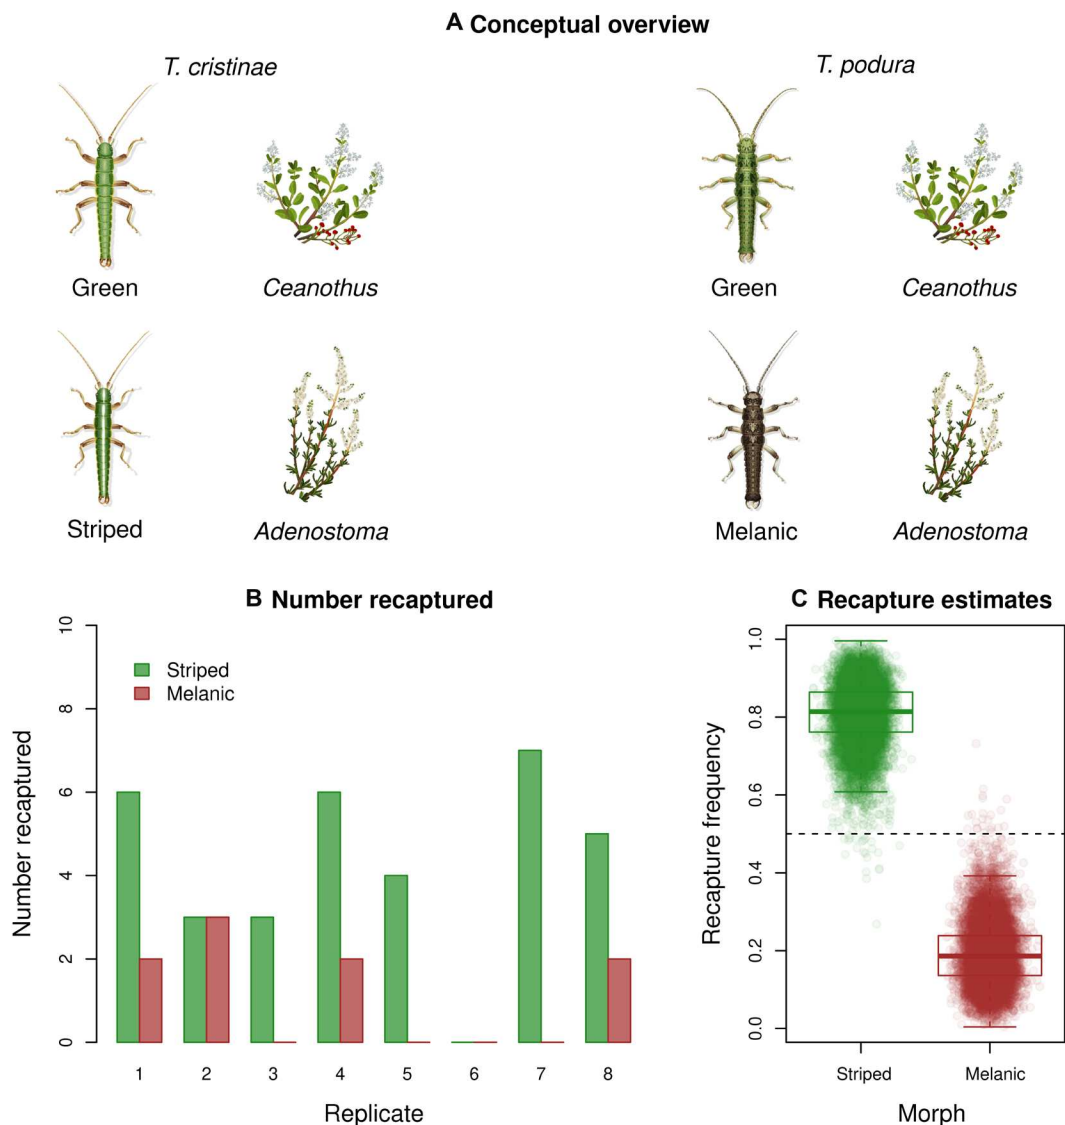 A Conceptual overview
T. cristinae
T. podura
Green
Ceanothus
Green
Ceanothus
Striped
Adenostoma
Melanic
Adenostoma
B Number recaptured
Number recaptured
10
8
6
4
2
0
Striped
Melanic
1 2 3 4 5 6 7 8
Replicate
C Recapture estimates
Recapture frequency
1.0
0.8
0.6
0.4
0.2
0.0
Striped Melanic
Morph